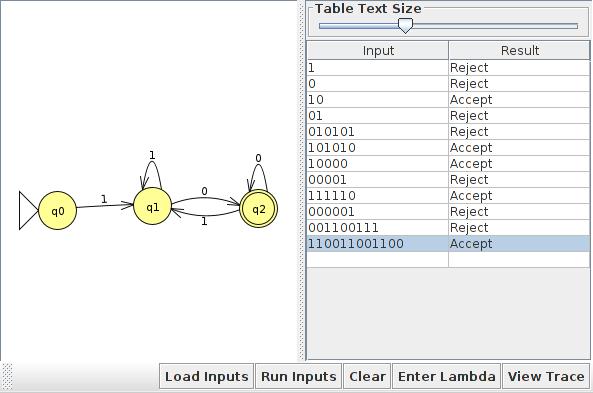 Table Text Size
Input Result
1 Reject
0 Reject
10 Accept
01 Reject
010101 Reject
101010 Accept
10000 Accept
00001 Reject
111110 Accept
000001 Reject
001100111 Reject
110011001100 Accept
1
0
q0
1
q1
0
1
q2
Load Inputs Run Inputs Clear Enter Lambda View Trace